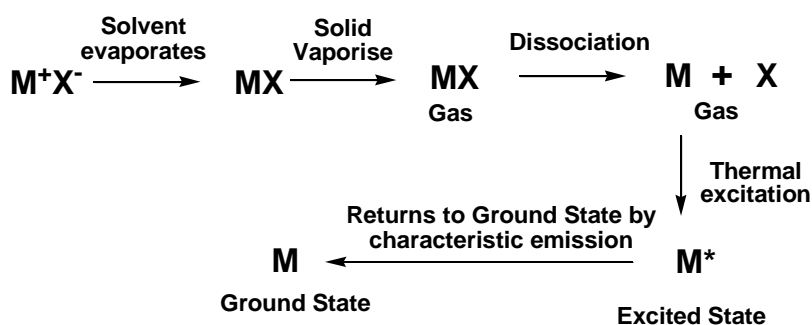 Solvent
evaporates
Solid
Vaporise
Dissociation
M⁺X⁻
MX
MX
Gas
M + X
Gas
Thermal
excitation
Returns to Ground State by
characteristic emission
M
Ground State
M*
Excited State